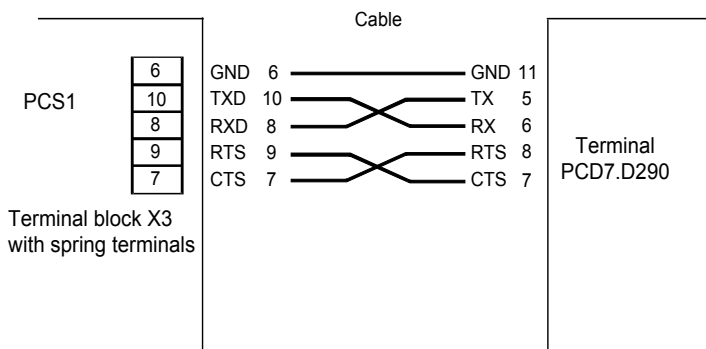 Cable
6 GND 6 GND 11
PCS1 10 TXD 10 TX 5
8 RXD 8 RX 6
9 RTS 9 RTS 8
7 CTS 7 CTS 7
Terminal
PCD7.D290
Terminal block X3
with spring terminals